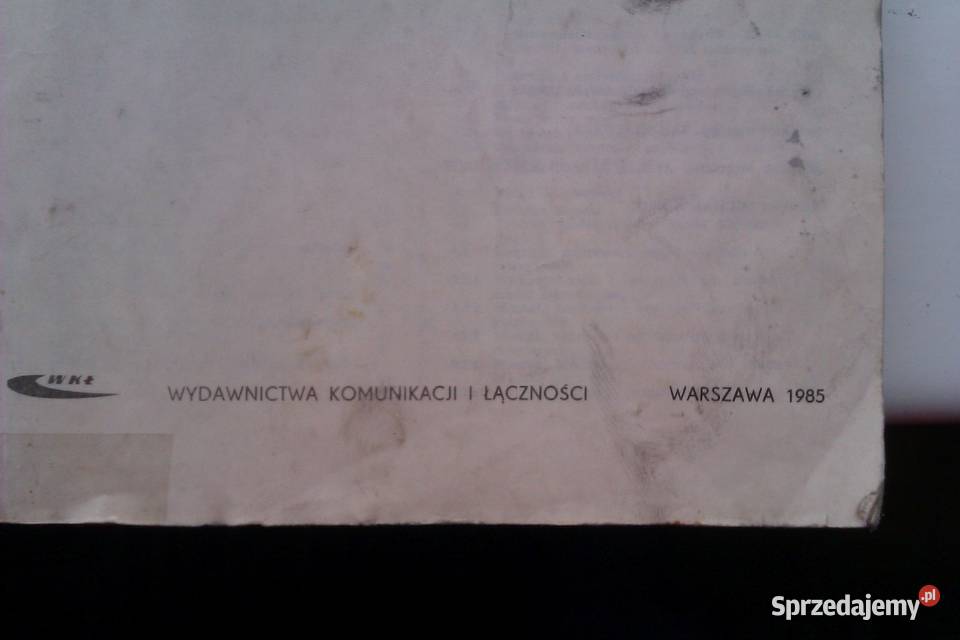 WKŁ
WYDAWNICTWA KOMUNIKACJI I ŁĄCZNOŚCI WARSZAWA 1985
Sprzedajemy.pl